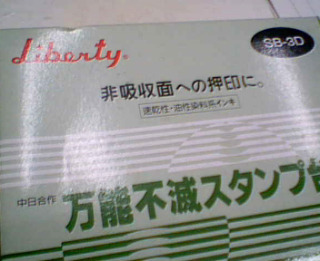 Liberty®
SB-3D
非吸収面への押印に。
速乾性・油性染料系インキ
中日合作
万能不滅スタンプ台